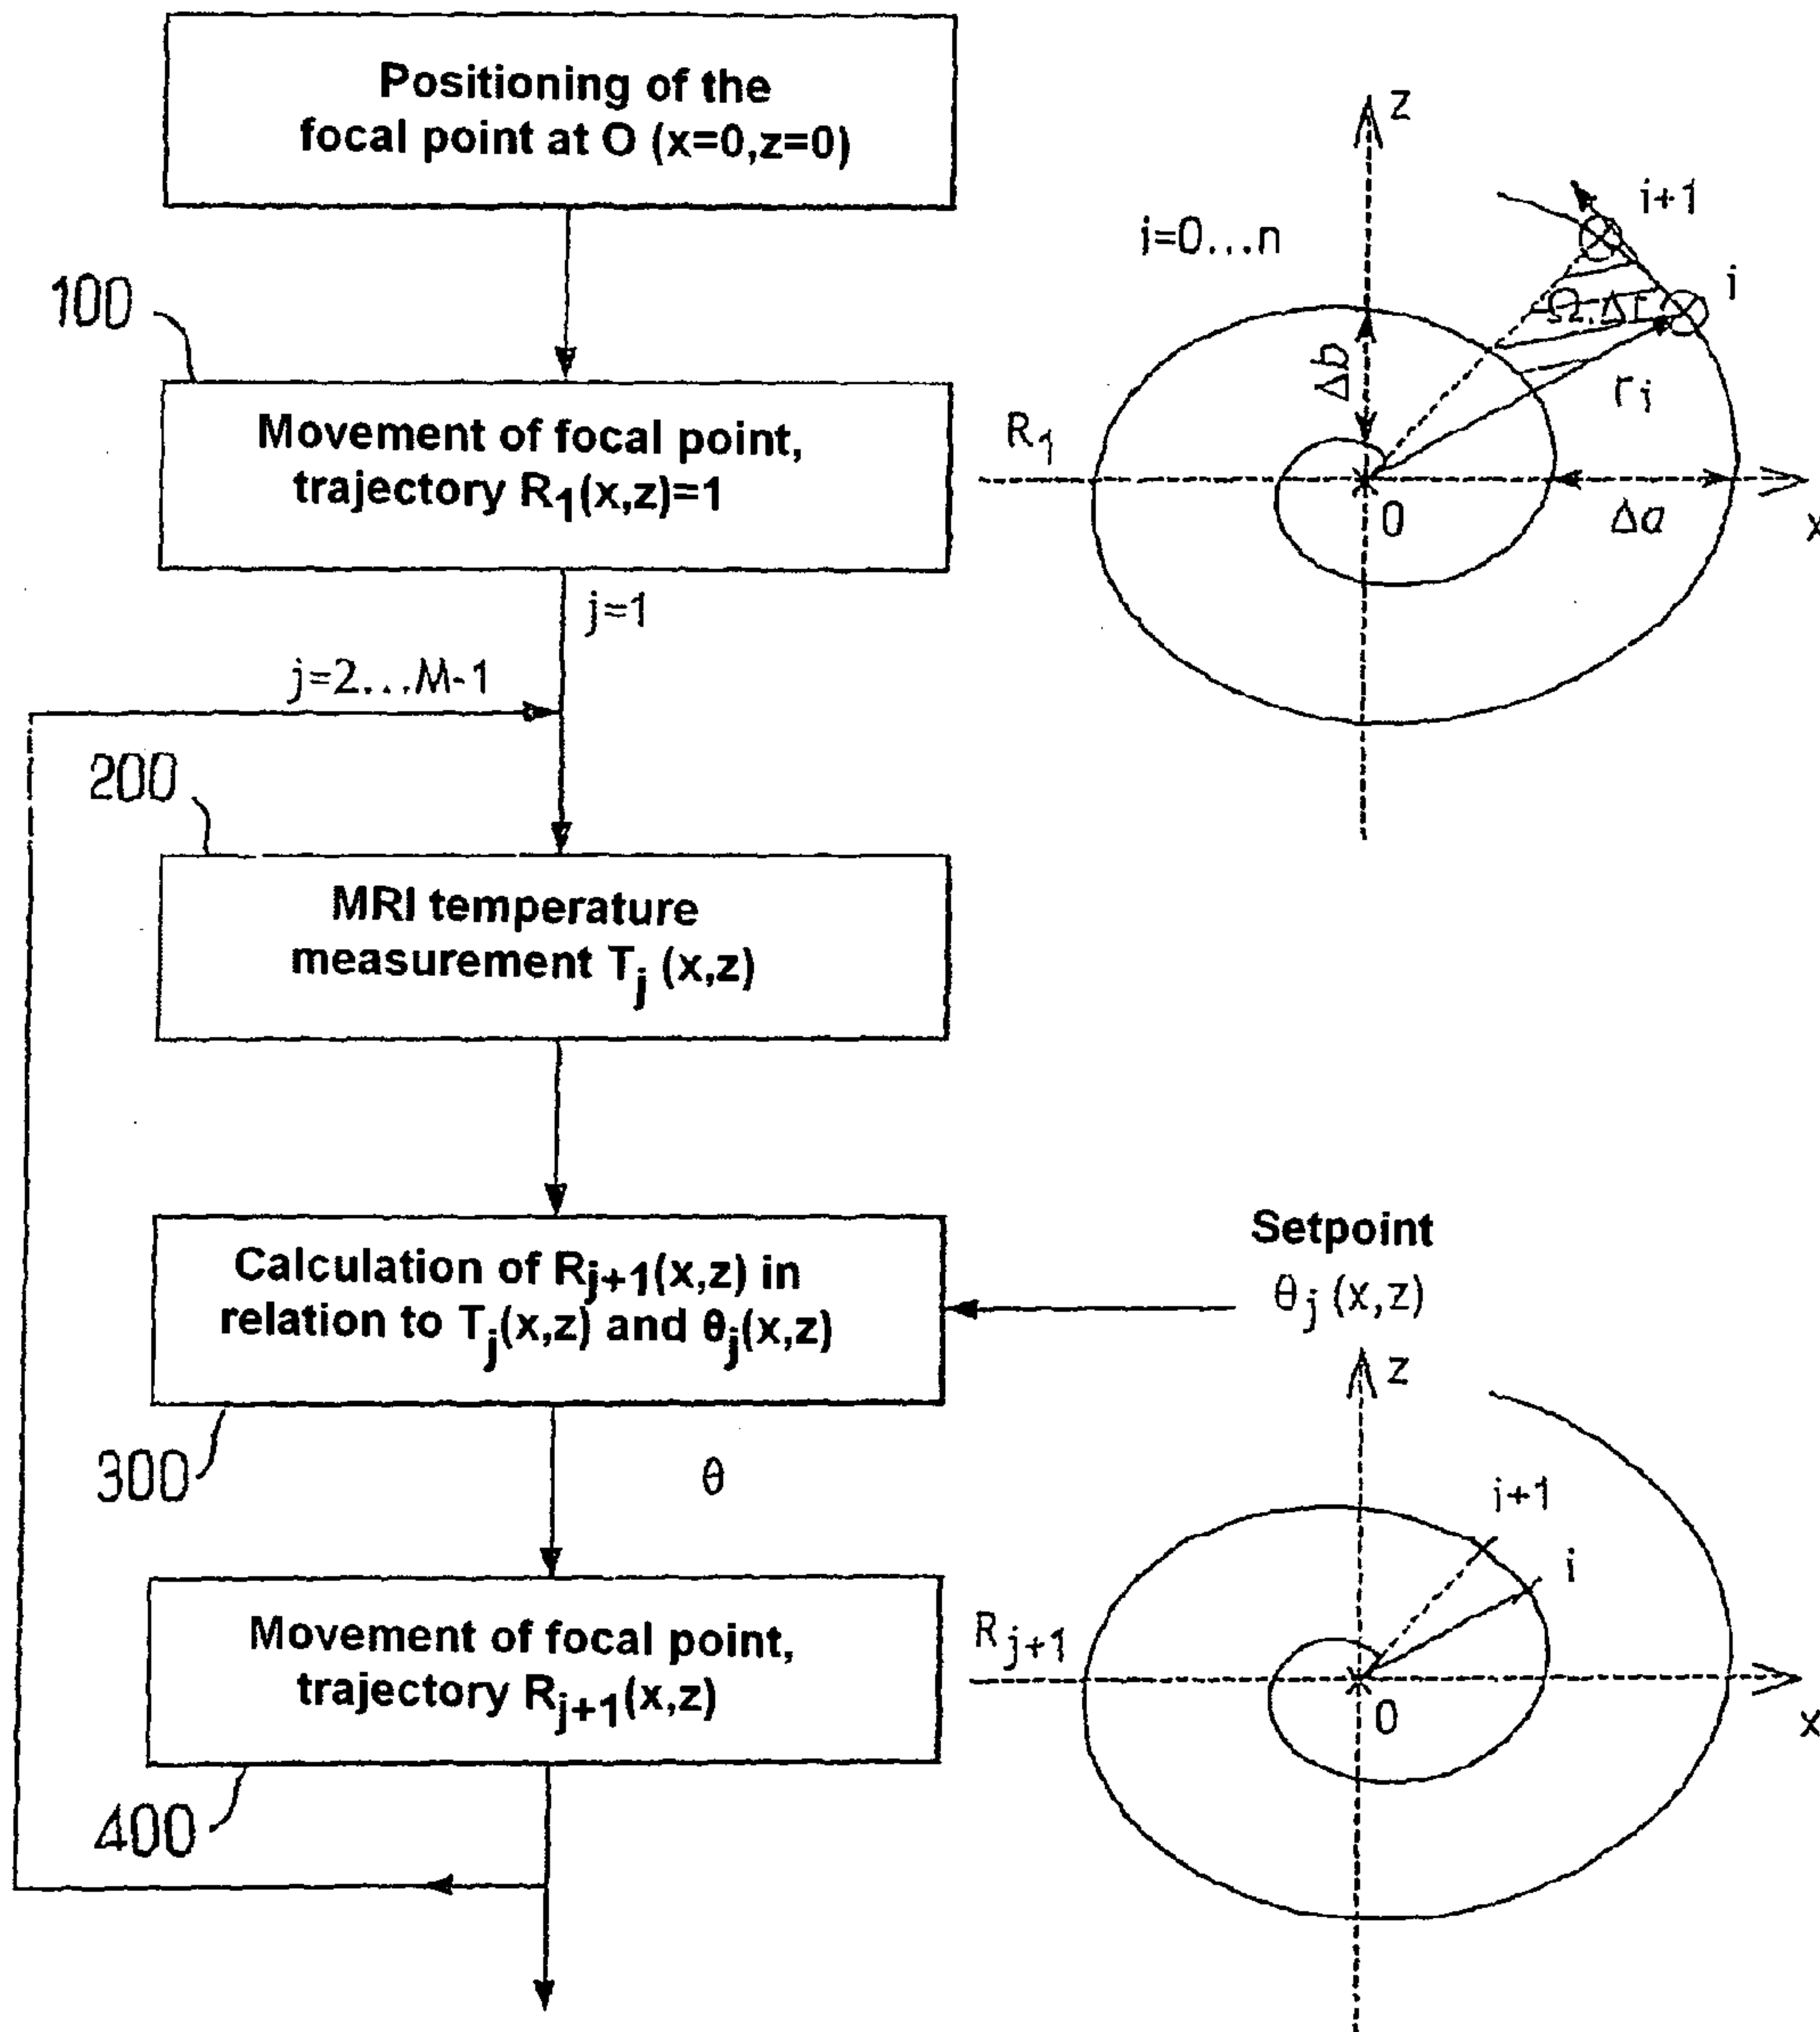 Positioning of the
focal point at O (x=0,z=0)
100
Movement of focal point,
trajectory R₁(x,z)=1
j=1
j=2...M-1
200
MRI temperature
measurement Tⱼ (x,z)
Calculation of Rⱼ₊₁(x,z) in
relation to Tⱼ(x,z) and θⱼ(x,z)
300
θ
Movement of focal point,
trajectory Rⱼ₊₁(x,z)
400
z
i=0...n
i+1
i
Ω.Δr
Δb
rᵢ
R₁
0
Δa
x
Setpoint
θⱼ (x,z)
z
i+1
i
Rⱼ₊₁
0
x